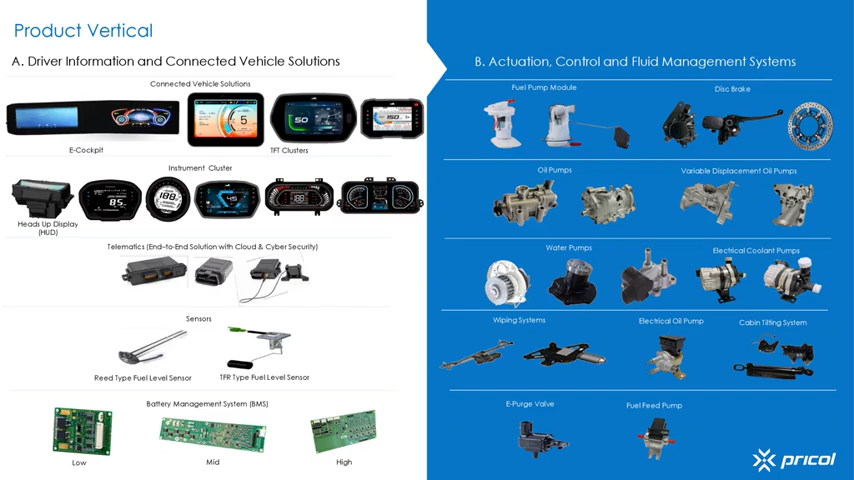 Product Vertical
A. Driver Information and Connected Vehicle Solutions
Connected Vehicle Solutions
E-Cockpit
TFT Clusters
Instrument Cluster
Heads Up Display
(HUD)
Telematics (End-to-End Solution with Cloud & Cyber Security)
Sensors
Reed Type Fuel Level Sensor
TFR Type Fuel Level Sensor
Battery Management System (BMS)
Low
Mid
High
B. Actuation, Control and Fluid Management Systems
Fuel Pump Module
Disc Brake
Oil Pumps
Variable Displacement Oil Pumps
Water Pumps
Electrical Coolant Pumps
Wiping Systems
Electrical Oil Pump
Cabin Tilting System
E-Purge Valve
Fuel Feed Pump
pricol